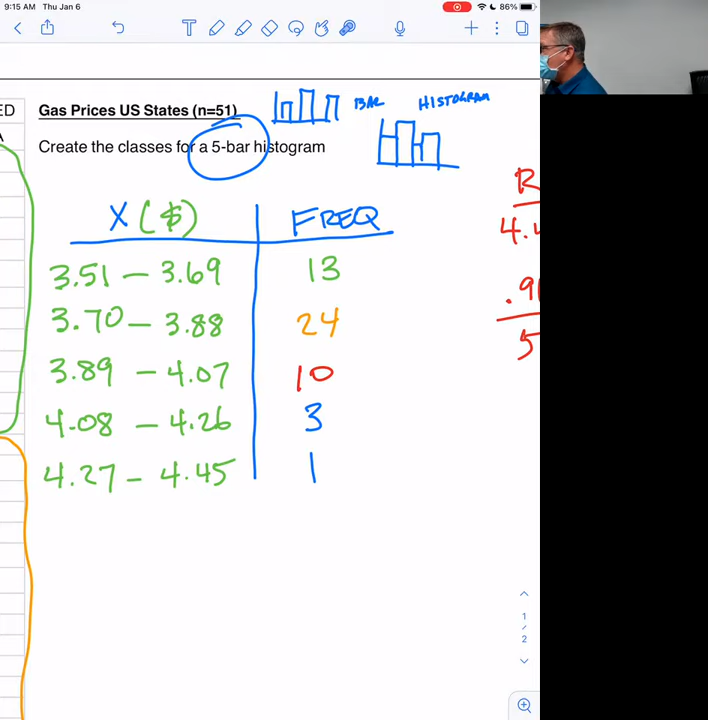 9:15 AM Thu Jan 6
86%
ED
Gas Prices US States (n=51)
BAR HISTOGRAM
Create the classes for a 5-bar histogram
X ($) FREQ
3.51 – 3.69 13
3.70 – 3.88 24
3.89 – 4.07 10
4.08 – 4.26 3
4.27 – 4.45 1
R
5
1
2